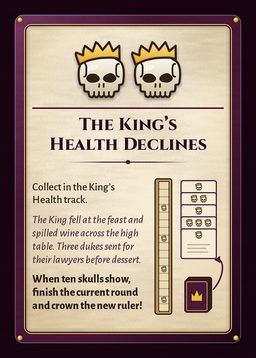 The King's
Health Declines
Collect in the King's
Health track.
The King fell at the feast and
spilled wine across the high
table. Three dukes sent for
their lawyers before dessert.
When ten skulls show,
finish the current round
and crown the new ruler!